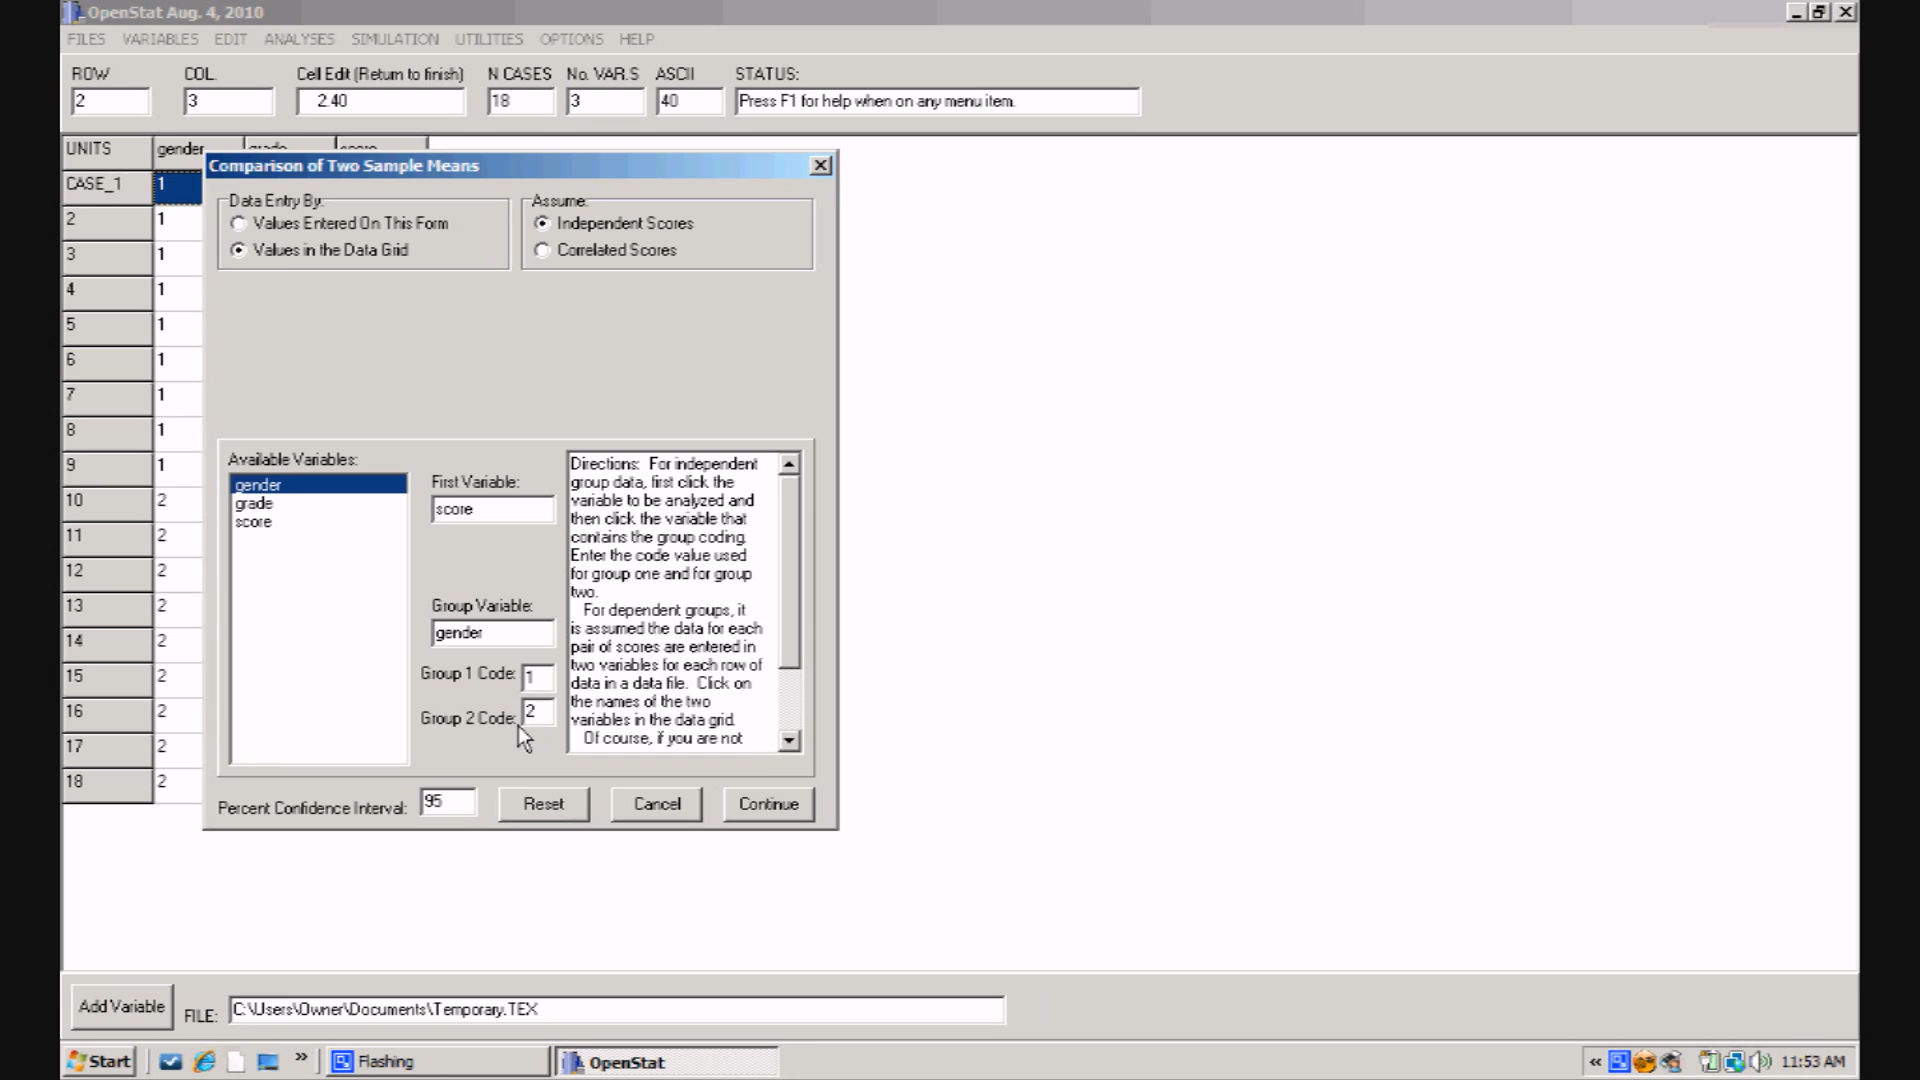 OpenStat Aug. 4, 2010
FILES VARIABLES EDIT ANALYSES SIMULATION UTILITIES OPTIONS HELP
ROW COL. Cell Edit (Return to finish) N CASES No. VAR.S ASCII STATUS:
2 3 2.40 18 3 40 Press F1 for help when on any menu item.
UNITS gender grade score
CASE_1 1
2 1
3 1
4 1
5 1
6 1
7 1
8 1
9 1
10 2
11 2
12 2
13 2
14 2
15 2
16 2
17 2
18 2
Comparison of Two Sample Means
Data Entry By: Assume:
Values Entered On This Form Independent Scores
Values in the Data Grid Correlated Scores
Available Variables:
gender
grade
score
First Variable:
score
Group Variable:
gender
Group 1 Code: 1
Group 2 Code: 2
Directions: For independent
group data, first click the
variable to be analyzed and
then click the variable that
contains the group coding.
Enter the code value used
for group one and for group
two.
For dependent groups, it
is assumed the data for each
pair of scores are entered in
two variables for each row of
data in a data file. Click on
the names of the two
variables in the data grid.
Of course, if you are not
Percent Confidence Interval: 95 Reset Cancel Continue
Add Variable FILE: C:\Users\Owner\Documents\Temporary.TEX
Start » Flashing OpenStat « 11:53 AM